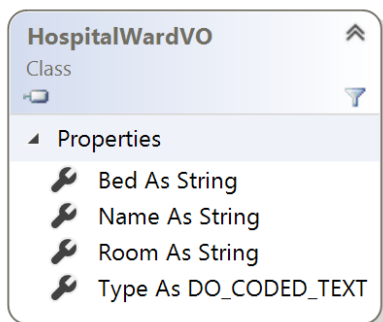 HospitalWardVO
Class
Properties
Bed As String
Name As String
Room As String
Type As DO_CODED_TEXT